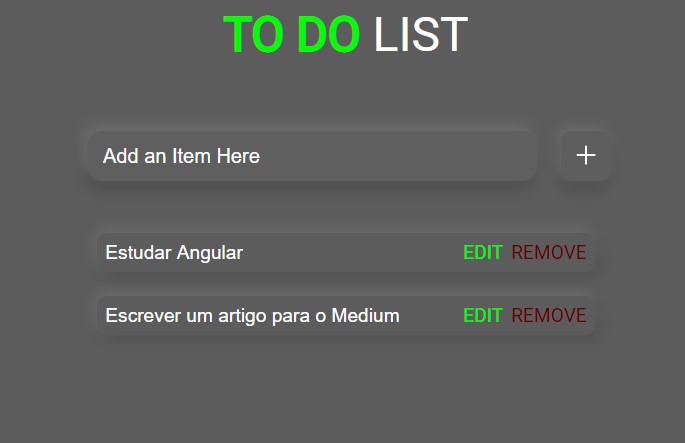 TO DO LIST
Add an Item Here
Estudar Angular EDIT REMOVE
Escrever um artigo para o Medium EDIT REMOVE